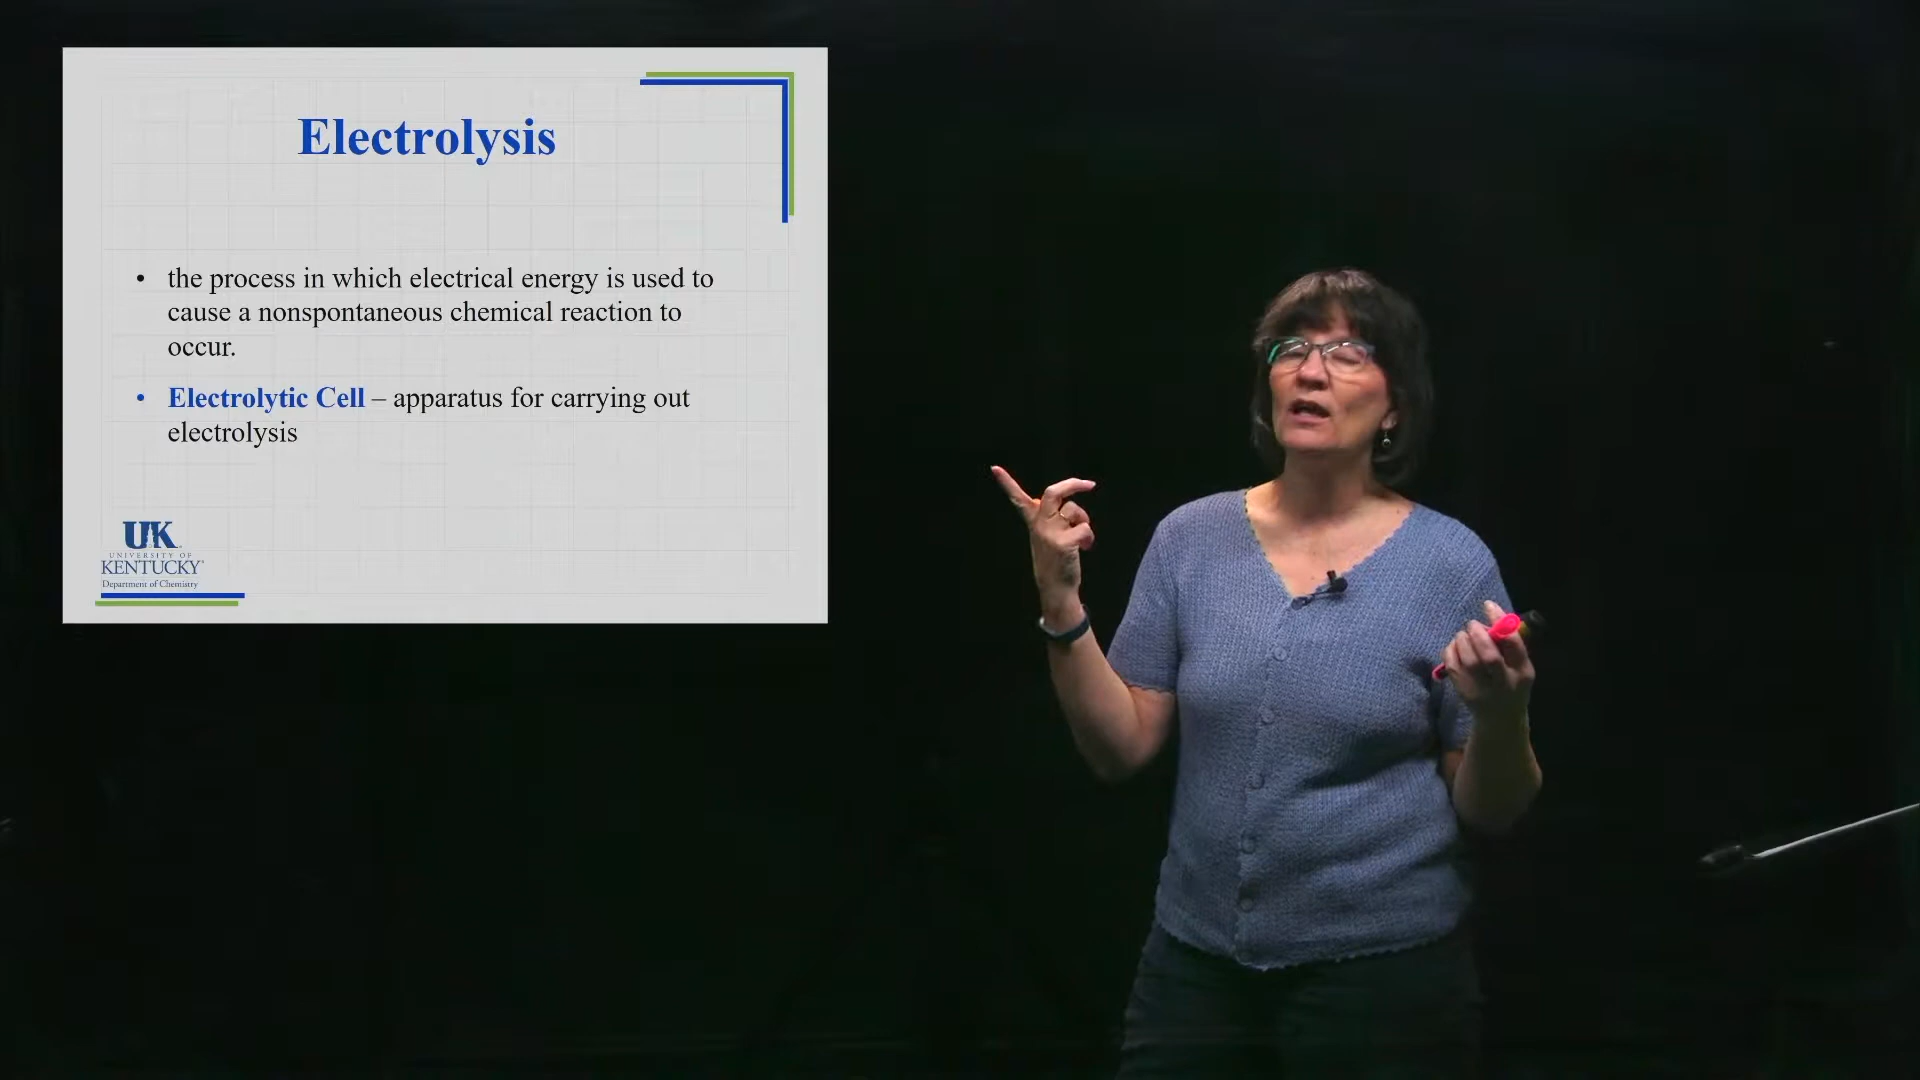 Electrolysis
• the process in which electrical energy is used to
cause a nonspontaneous chemical reaction to
occur.
• Electrolytic Cell – apparatus for carrying out
electrolysis
UK
UNIVERSITY OF
KENTUCKY
Department of Chemistry